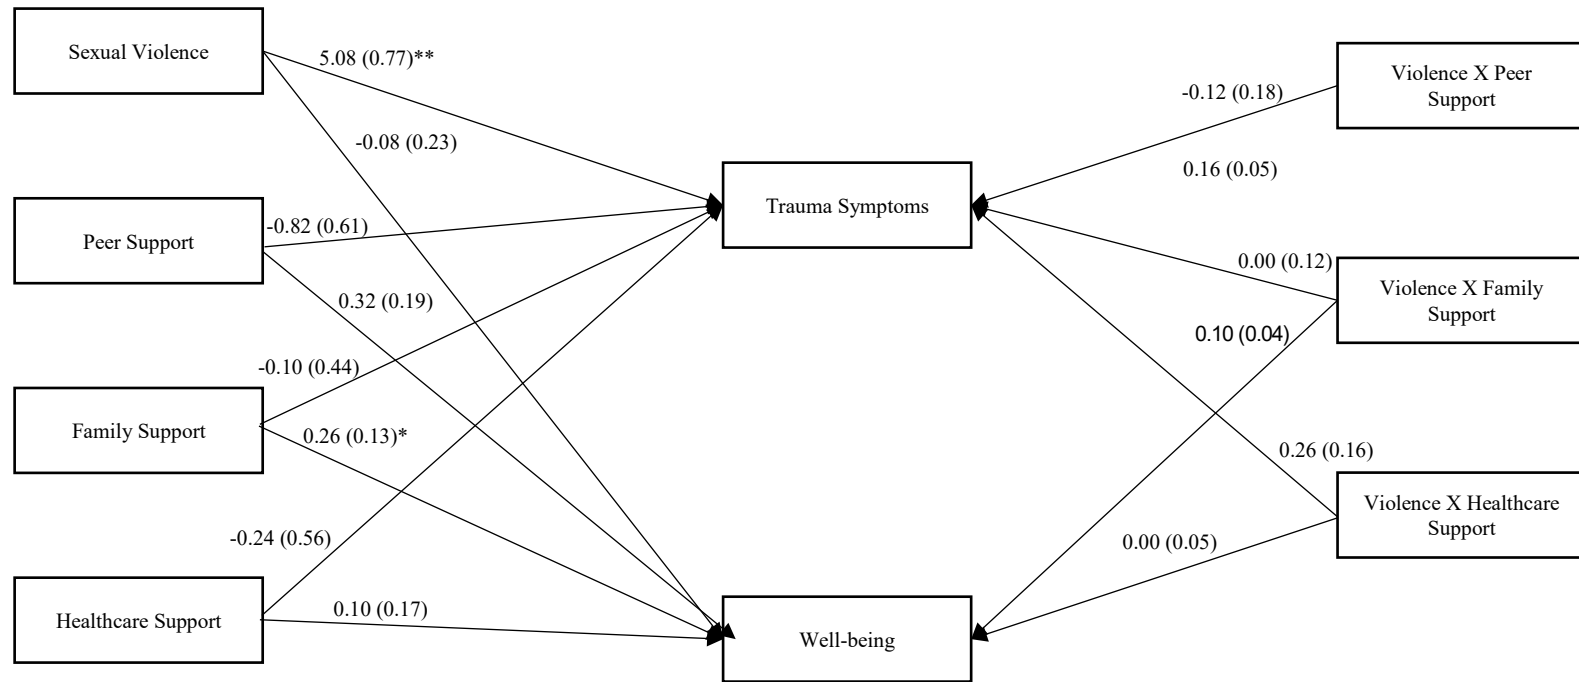 Sexual Violence
5.08 (0.77)**
Violence X Peer
Support
-0.12 (0.18)
-0.08 (0.23)
0.16 (0.05)
Trauma Symptoms
Peer Support
-0.82 (0.61)
0.00 (0.12)
Violence X Family
Support
0.32 (0.19)
0.10 (0.04)
-0.10 (0.44)
Family Support
0.26 (0.13)*
0.26 (0.16)
Violence X Healthcare
Support
-0.24 (0.56)
0.00 (0.05)
0.10 (0.17)
Healthcare Support
Well-being